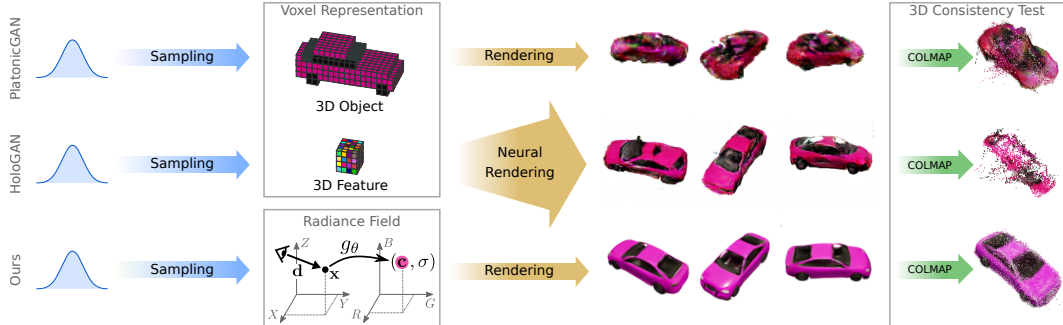 Voxel Representation
3D Consistency Test
PlatonicGAN
Sampling
3D Object
Rendering
COLMAP
HoloGAN
Sampling
3D Feature
Neural
Rendering
COLMAP
Radiance Field
Ours
Sampling
Z
d
x
Y
X
gθ
B
(c, σ)
G
R
Rendering
COLMAP